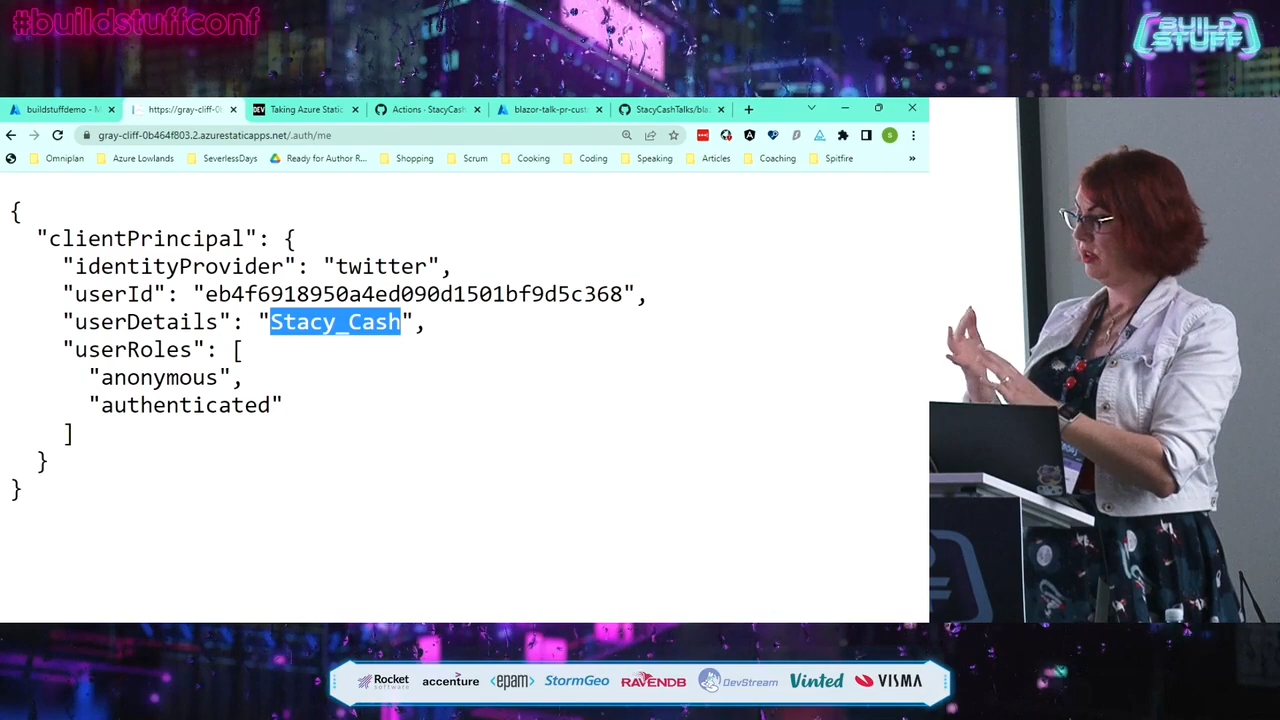 #buildstuffconf
BUILD STUFF
buildstuffdemo - M
https://gray-cliff-0b
Taking Azure Static
Actions · StacyCash
blazor-talk-pr-cust
StacyCashTalks/bla
gray-cliff-0b464f803.2.azurestaticapps.net/.auth/me
Omniplan
Azure Lowlands
SeverlessDays
Ready for Author R...
Shopping
Scrum
Cooking
Coding
Speaking
Articles
Coaching
Spitfire
»
{
"clientPrincipal": {
"identityProvider": "twitter",
"userId": "eb4f6918950a4ed090d1501bf9d5c368",
"userDetails": "Stacy_Cash",
"userRoles": [
"anonymous",
"authenticated"
]
}
}
Rocket software
accenture
<epam>
StormGeo
RAVENDB
DevStream
Vinted
VISMA